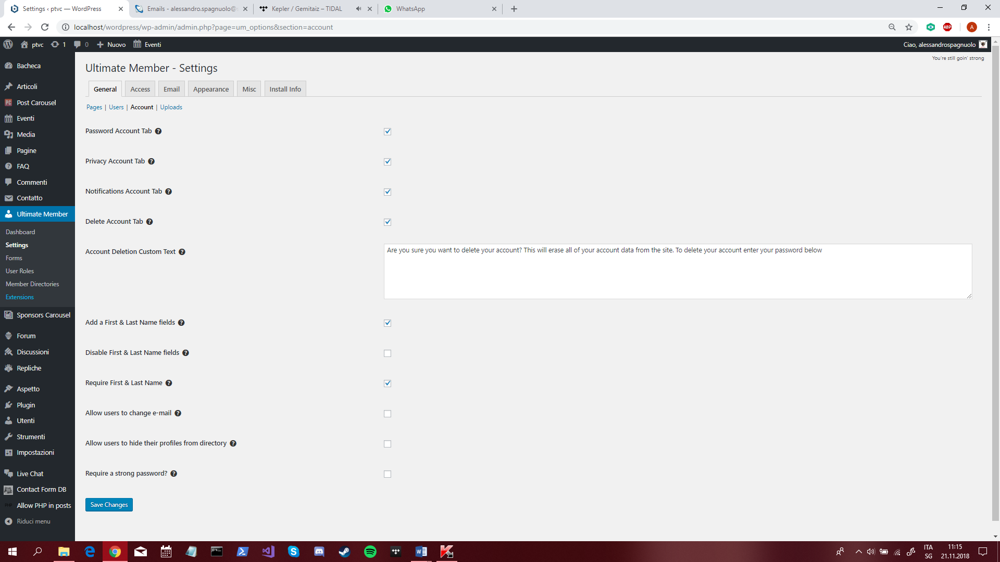 Settings ‹ ptvc — WordPress
Emails - alessandro.spagnuolo@
Kepler / Gemitaiz – TIDAL
WhatsApp
localhost/wordpress/wp-admin/admin.php?page=um_options&section=account
ABP
A
ptvc
1
0
Nuovo
Eventi
Ciao, alessandrospagnuolo
You're still goin' strong
Bacheca
Articoli
PC
Post Carousel
Eventi
Media
Pagine
FAQ
Commenti
Contatto
Ultimate Member
Dashboard
Settings
Forms
User Roles
Member Directories
Extensions
Sponsors Carousel
Forum
Discussioni
Repliche
Aspetto
Plugin
Utenti
Strumenti
Impostazioni
Live Chat
Contact Form DB
PHP
Allow PHP in posts
Riduci menu
Ultimate Member - Settings
General
Access
Email
Appearance
Misc
Install Info
Pages | Users | Account | Uploads
Password Account Tab
Privacy Account Tab
Notifications Account Tab
Delete Account Tab
Account Deletion Custom Text
Are you sure you want to delete your account? This will erase all of your account data from the site. To delete your account enter your password below
Add a First & Last Name fields
Disable First & Last Name fields
Require First & Last Name
Allow users to change e-mail
Allow users to hide their profiles from directory
Require a strong password?
Save Changes
ITA
SG
11:15
21.11.2018